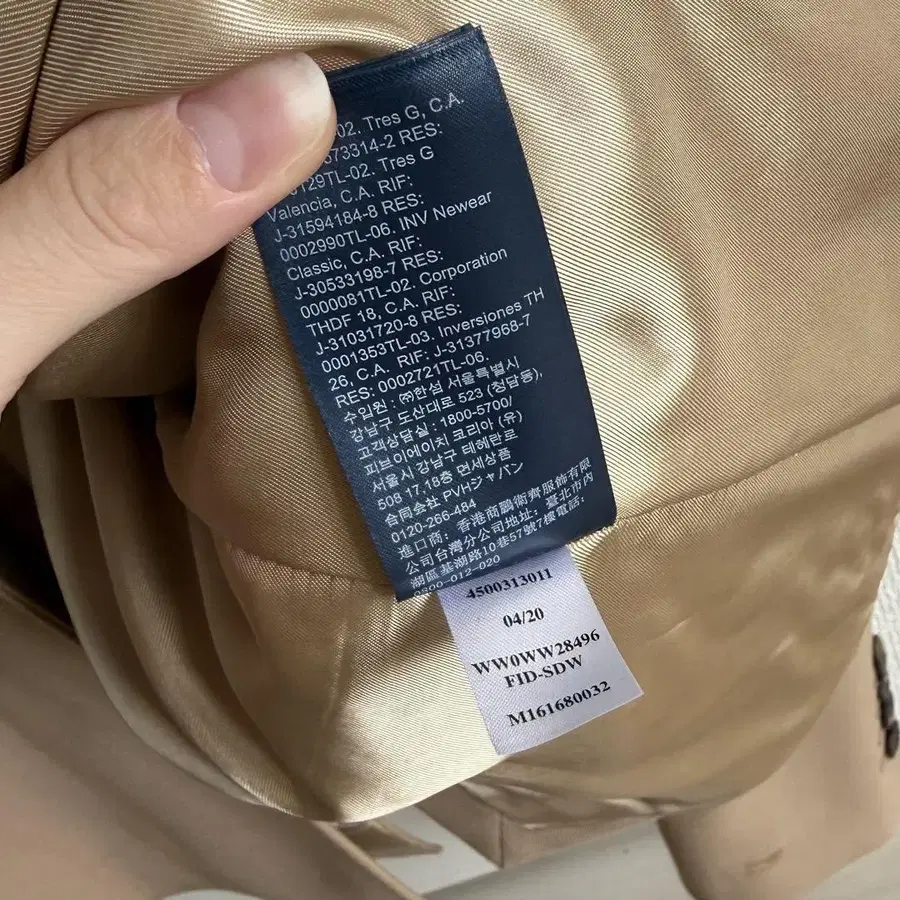 02. Tres G, C.A.
73314-2 RES:
129TL-02. Tres G
Valencia, C.A. RIF:
J-31594184-8 RES:
0002990TL-06. INV Newear
Classic, C.A. RIF:
J-30533198-7 RES:
0000081TL-02. Corporation
THDF 18, C.A. RIF:
J-31031720-8 RES:
0001353TL-03. Inversiones TH
26, C.A. RIF: J-31377968-7
RES: 0002721TL-06.
수입원 : ㈜한섬 서울특별시
강남구 도산대로 523 (청담동),
고객상담실 : 1800-5700/
피브이에이치 코리아 (유)
서울시 강남구 테헤란로
508 17,18층 면세상품
合同会社 PVHジャパン
0120-266-484
進口商: 香港商鵬衛齊服飾有限
公司台灣分公司地址: 臺北市內
湖區基湖路10巷57號7樓電話:
0800-012-020
4500313011
04/20
WW0WW28496
FID-SDW
M161680032